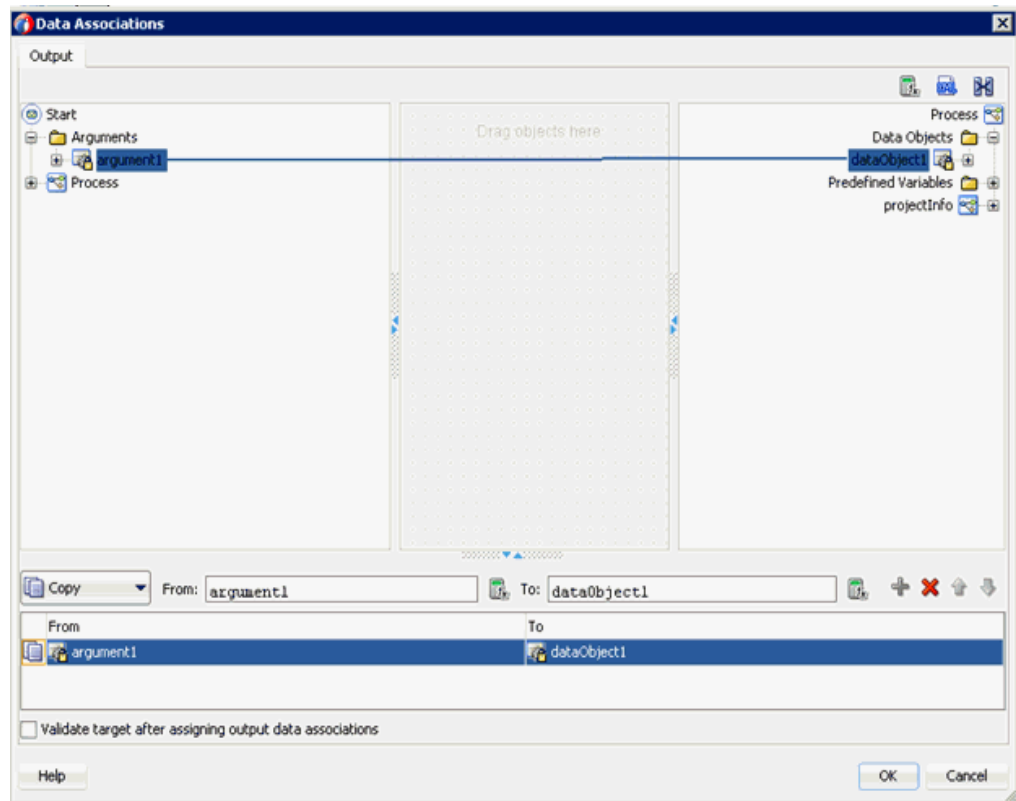 Data Associations
Output
Start
Process
Drag objects here
Arguments
Data Objects
argument1
dataObject1
Process
Predefined Variables
projectInfo
Copy
From: argument1
To: dataObject1
From
To
argument1
dataObject1
Validate target after assigning output data associations
Help
OK
Cancel